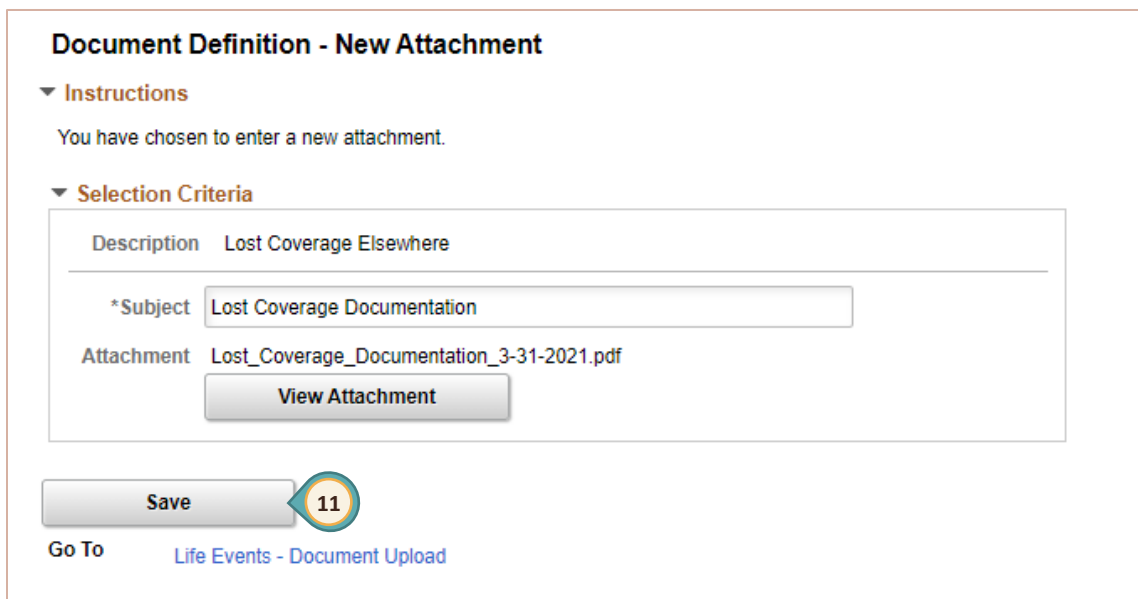 Document Definition - New Attachment
Instructions
You have chosen to enter a new attachment.
Selection Criteria
Description Lost Coverage Elsewhere
*Subject Lost Coverage Documentation
Attachment Lost_Coverage_Documentation_3-31-2021.pdf
View Attachment
Save 11
Go To Life Events - Document Upload